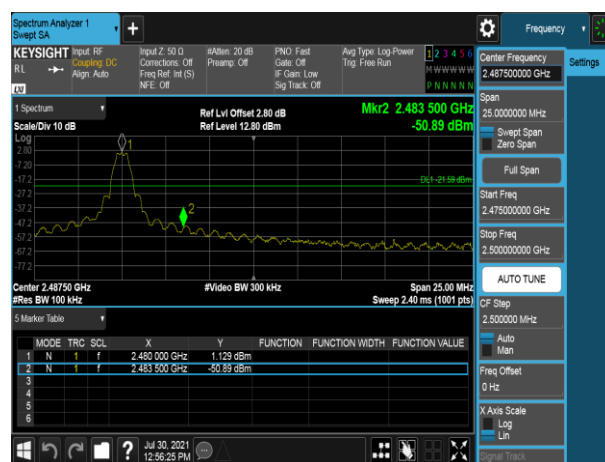 Spectrum Analyzer 1
Swept SA
+
Frequency
KEYSIGHT
RL
LXI
Input: RF
Coupling: DC
Align: Auto
Input Z: 50 Ω
Corrections: Off
Freq Ref: Int (S)
NFE: Off
#Atten: 20 dB
Preamp: Off
PNO: Fast
Gate: Off
IF Gain: Low
Sig Track: Off
Avg Type: Log-Power
Trig: Free Run
1 2 3 4 5 6
M W W W W W
P N N N N N
Center Frequency
2.487500000 GHz
Settings
1 Spectrum
Scale/Div 10 dB
Ref Lvl Offset 2.80 dB
Ref Level 12.80 dBm
Mkr2 2.483 500 GHz
-50.89 dBm
Span
25.0000000 MHz
Swept Span
Zero Span
Full Span
Start Freq
2.475000000 GHz
Stop Freq
2.500000000 GHz
AUTO TUNE
CF Step
2.500000 MHz
Auto
Man
Freq Offset
0 Hz
X Axis Scale
Log
Lin
Signal Track
Log
2.80
-7.20
-17.2
-27.2
-37.2
-47.2
-57.2
-67.2
-77.2
1
2
DL1 -21.59 dBm
Center 2.48750 GHz
#Res BW 100 kHz
#Video BW 300 kHz
Span 25.00 MHz
Sweep 2.40 ms (1001 pts)
5 Marker Table
MODE TRC SCL X Y FUNCTION FUNCTION WIDTH FUNCTION VALUE
1 N 1 f 2.480 000 GHz 1.129 dBm
2 N 1 f 2.483 500 GHz -50.89 dBm
3
4
5
6
?
Jul 30, 2021
12:56:25 PM